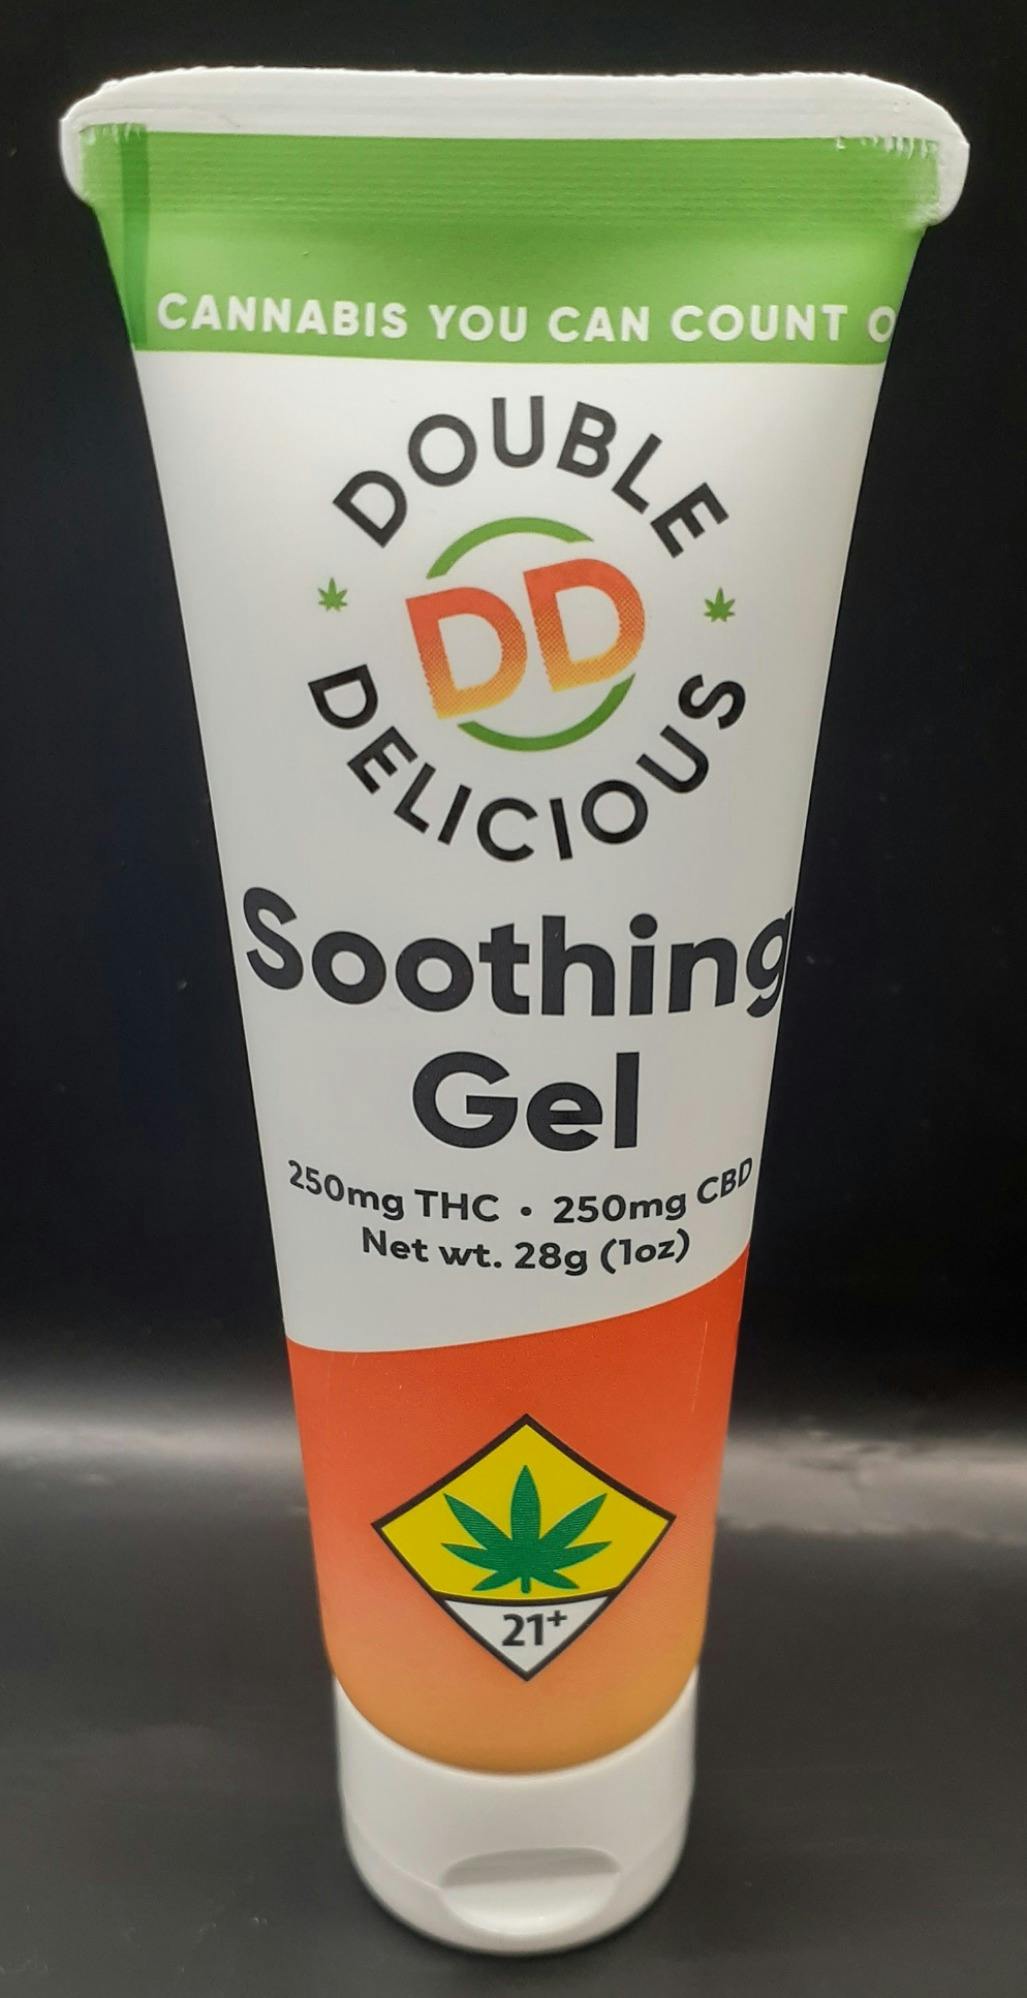 CANNABIS YOU CAN COUNT O
DOUBLE
DD
DELICIOUS
Soothing
Gel
250mg THC • 250mg CBD
Net wt. 28g (1oz)
21+